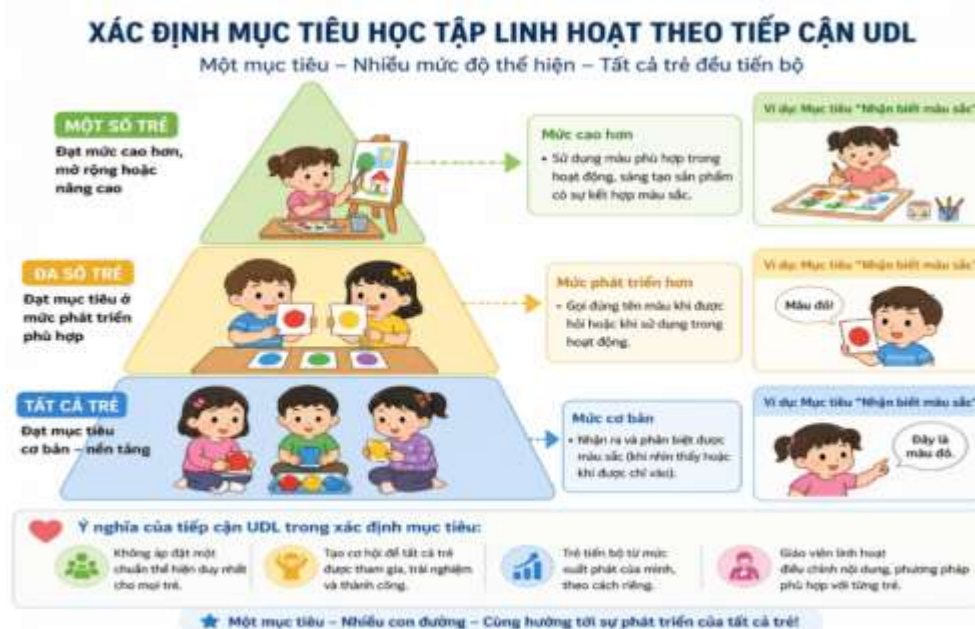 XÁC ĐỊNH MỤC TIÊU HỌC TẬP LINH HOẠT THEO TIẾP CẬN UDL
Một mục tiêu – Nhiều mức độ thể hiện – Tất cả trẻ đều tiến bộ
MỘT SỐ TRẺ
Đạt mức cao hơn,
mở rộng hoặc
nâng cao
Mức cao hơn
• Sử dụng màu phù hợp trong
hoạt động, sáng tạo sản phẩm
có sự kết hợp màu sắc.
Ví dụ: Mục tiêu "Nhận biết màu sắc"
ĐA SỐ TRẺ
Đạt mục tiêu ở
mức phát triển
phù hợp
Mức phát triển hơn
• Gọi đúng tên màu khi được
hỏi hoặc khi sử dụng trong
hoạt động.
Ví dụ: Mục tiêu "Nhận biết màu sắc"
Màu đỏ!
TẤT CẢ TRẺ
Đạt mục tiêu
cơ bản – nền tảng
Mức cơ bản
• Nhận ra và phân biệt được
màu sắc (khi nhìn thấy hoặc
khi được chỉ vào).
Ví dụ: Mục tiêu "Nhận biết màu sắc"
Đây là
màu đỏ.
Ý nghĩa của tiếp cận UDL trong xác định mục tiêu:
Không áp đặt một
chuẩn thể hiện duy nhất
cho mọi trẻ.
Tạo cơ hội để tất cả trẻ
được tham gia, trải nghiệm
và thành công.
Trẻ tiến bộ từ mức
xuất phát của mình,
theo cách riêng.
Giáo viên linh hoạt
điều chỉnh nội dung, phương pháp
phù hợp với từng trẻ.
Một mục tiêu – Nhiều con đường – Cùng hướng tới sự phát triển của tất cả trẻ!